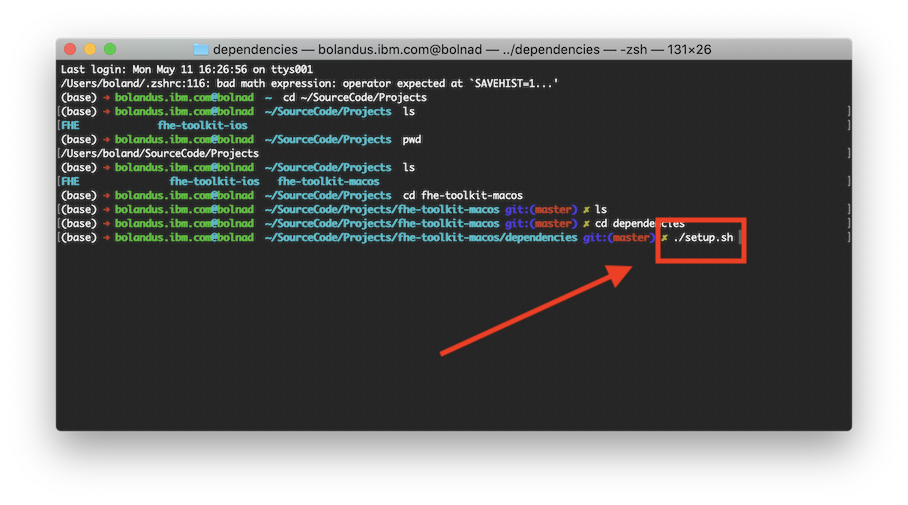 dependencies — bolandus.ibm.com@bolnad — ../dependencies — -zsh — 131×26
Last login: Mon May 11 16:26:56 on ttys001
/Users/boland/.zshrc:116: bad math expression: operator expected at `SAVEHIST=1...'
(base) → bolandus.ibm.com@bolnad ~ cd ~/SourceCode/Projects
[(base) → bolandus.ibm.com@bolnad ~/SourceCode/Projects ls ]
[FHE fhe-toolkit-ios ]
(base) → bolandus.ibm.com@bolnad ~/SourceCode/Projects pwd
[/Users/boland/SourceCode/Projects ]
(base) → bolandus.ibm.com@bolnad ~/SourceCode/Projects ls
[FHE fhe-toolkit-ios fhe-toolkit-macos ]
(base) → bolandus.ibm.com@bolnad ~/SourceCode/Projects cd fhe-toolkit-macos
[(base) → bolandus.ibm.com@bolnad ~/SourceCode/Projects/fhe-toolkit-macos git:(master) ✗ ls ]
[(base) → bolandus.ibm.com@bolnad ~/SourceCode/Projects/fhe-toolkit-macos git:(master) ✗ cd dependencies ]
[(base) → bolandus.ibm.com@bolnad ~/SourceCode/Projects/fhe-toolkit-macos/dependencies git:(master) ✗ ./setup.sh ]